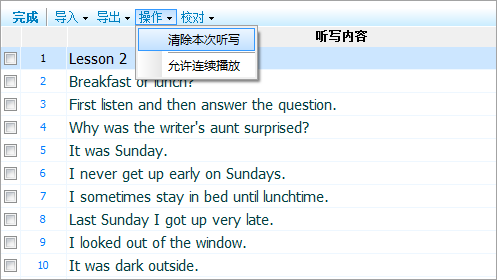 完成 导入 导出 操作 校对
听写内容
清除本次听写
允许连续播放
1 Lesson 2
2 Breakfast or lunch?
3 First listen and then answer the question.
4 Why was the writer's aunt surprised?
5 It was Sunday.
6 I never get up early on Sundays.
7 I sometimes stay in bed until lunchtime.
8 Last Sunday I got up very late.
9 I looked out of the window.
10 It was dark outside.